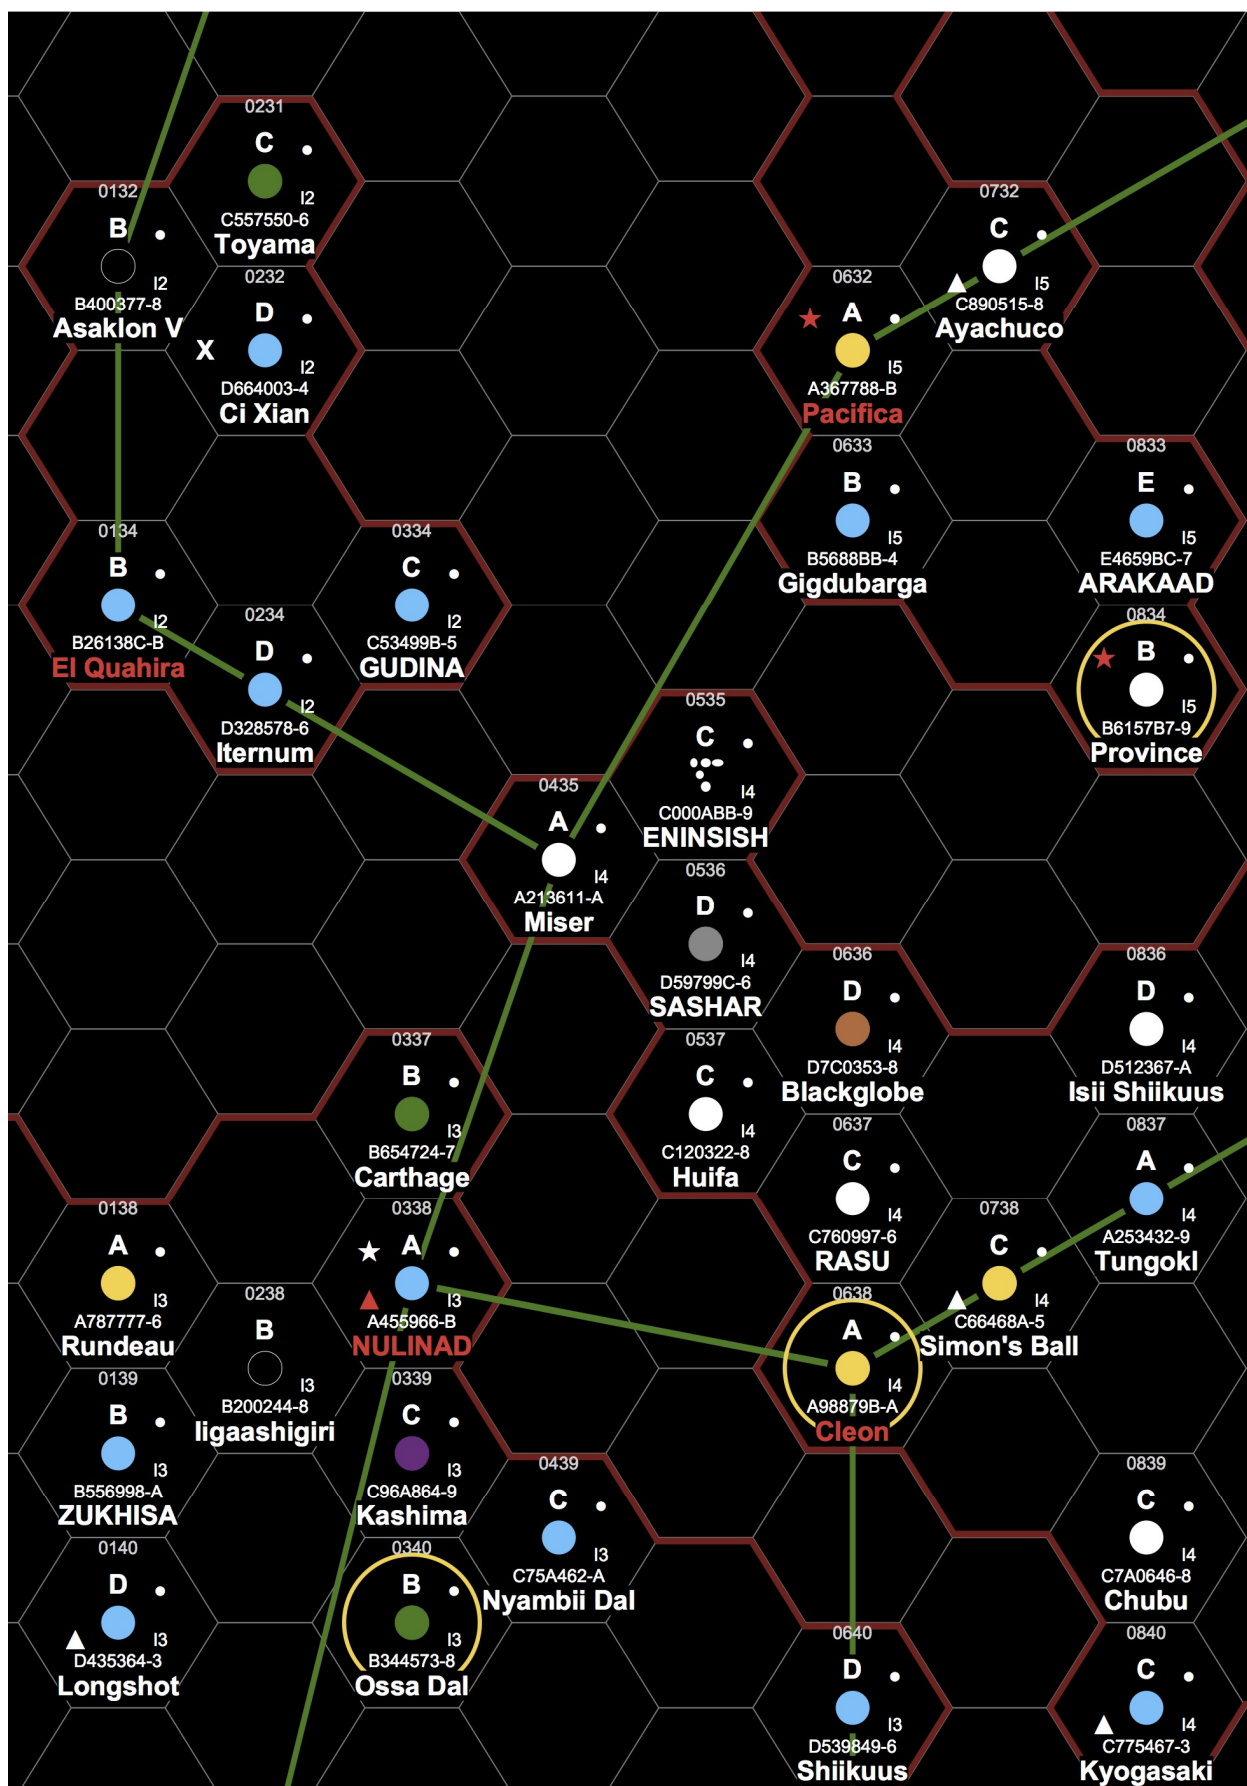 0231
C
I2
C557550-6
Toyama
0132
B
I2
B400377-8
Asaklon V
0732
C
I5
C890515-8
Ayachuco
0232
D
X
I2
D664003-4
Ci Xian
0632
A
I5
A367788-B
Pacifica
0633
B
I5
B5688BB-4
Gigdubarga
0833
E
I5
E4659BC-7
ARAKAAD
0134
B
I2
B26138C-B
El Quahira
0334
C
I2
C53499B-5
GUDINA
0234
D
I2
D328578-6
Iternum
0834
B
I5
B6157B7-9
Province
0535
C
I4
C000ABB-9
ENINSISH
0435
A
I4
A213611-A
Miser
0536
D
I4
D59799C-6
SASHAR
0636
D
I4
D7C0353-8
Blackglobe
0836
D
I4
D512367-A
Isii Shiikuus
0337
B
I3
B654724-7
Carthage
0537
C
I4
C120322-8
Huifa
0637
C
I4
C760997-6
RASU
0837
A
I4
A253432-9
Tungokl
0138
A
I3
A787777-6
Rundeau
0338
A
I3
A455966-B
NULINAD
0738
C
I4
C66468A-5
Simon's Ball
0238
B
I3
B200244-8
Iigaashigiri
0638
A
I4
A98879B-A
Cleon
0139
B
I3
B556998-A
ZUKHISA
0339
C
I3
C96A864-9
Kashima
0439
C
I3
C75A462-A
Nyambii Dal
0839
C
I4
C7A0646-8
Chubu
0140
D
I3
D435364-3
Longshot
0340
B
I3
B344573-8
Ossa Dal
0640
D
I3
D539849-6
Shiikuus
0840
C
I4
C775467-3
Kyogasaki